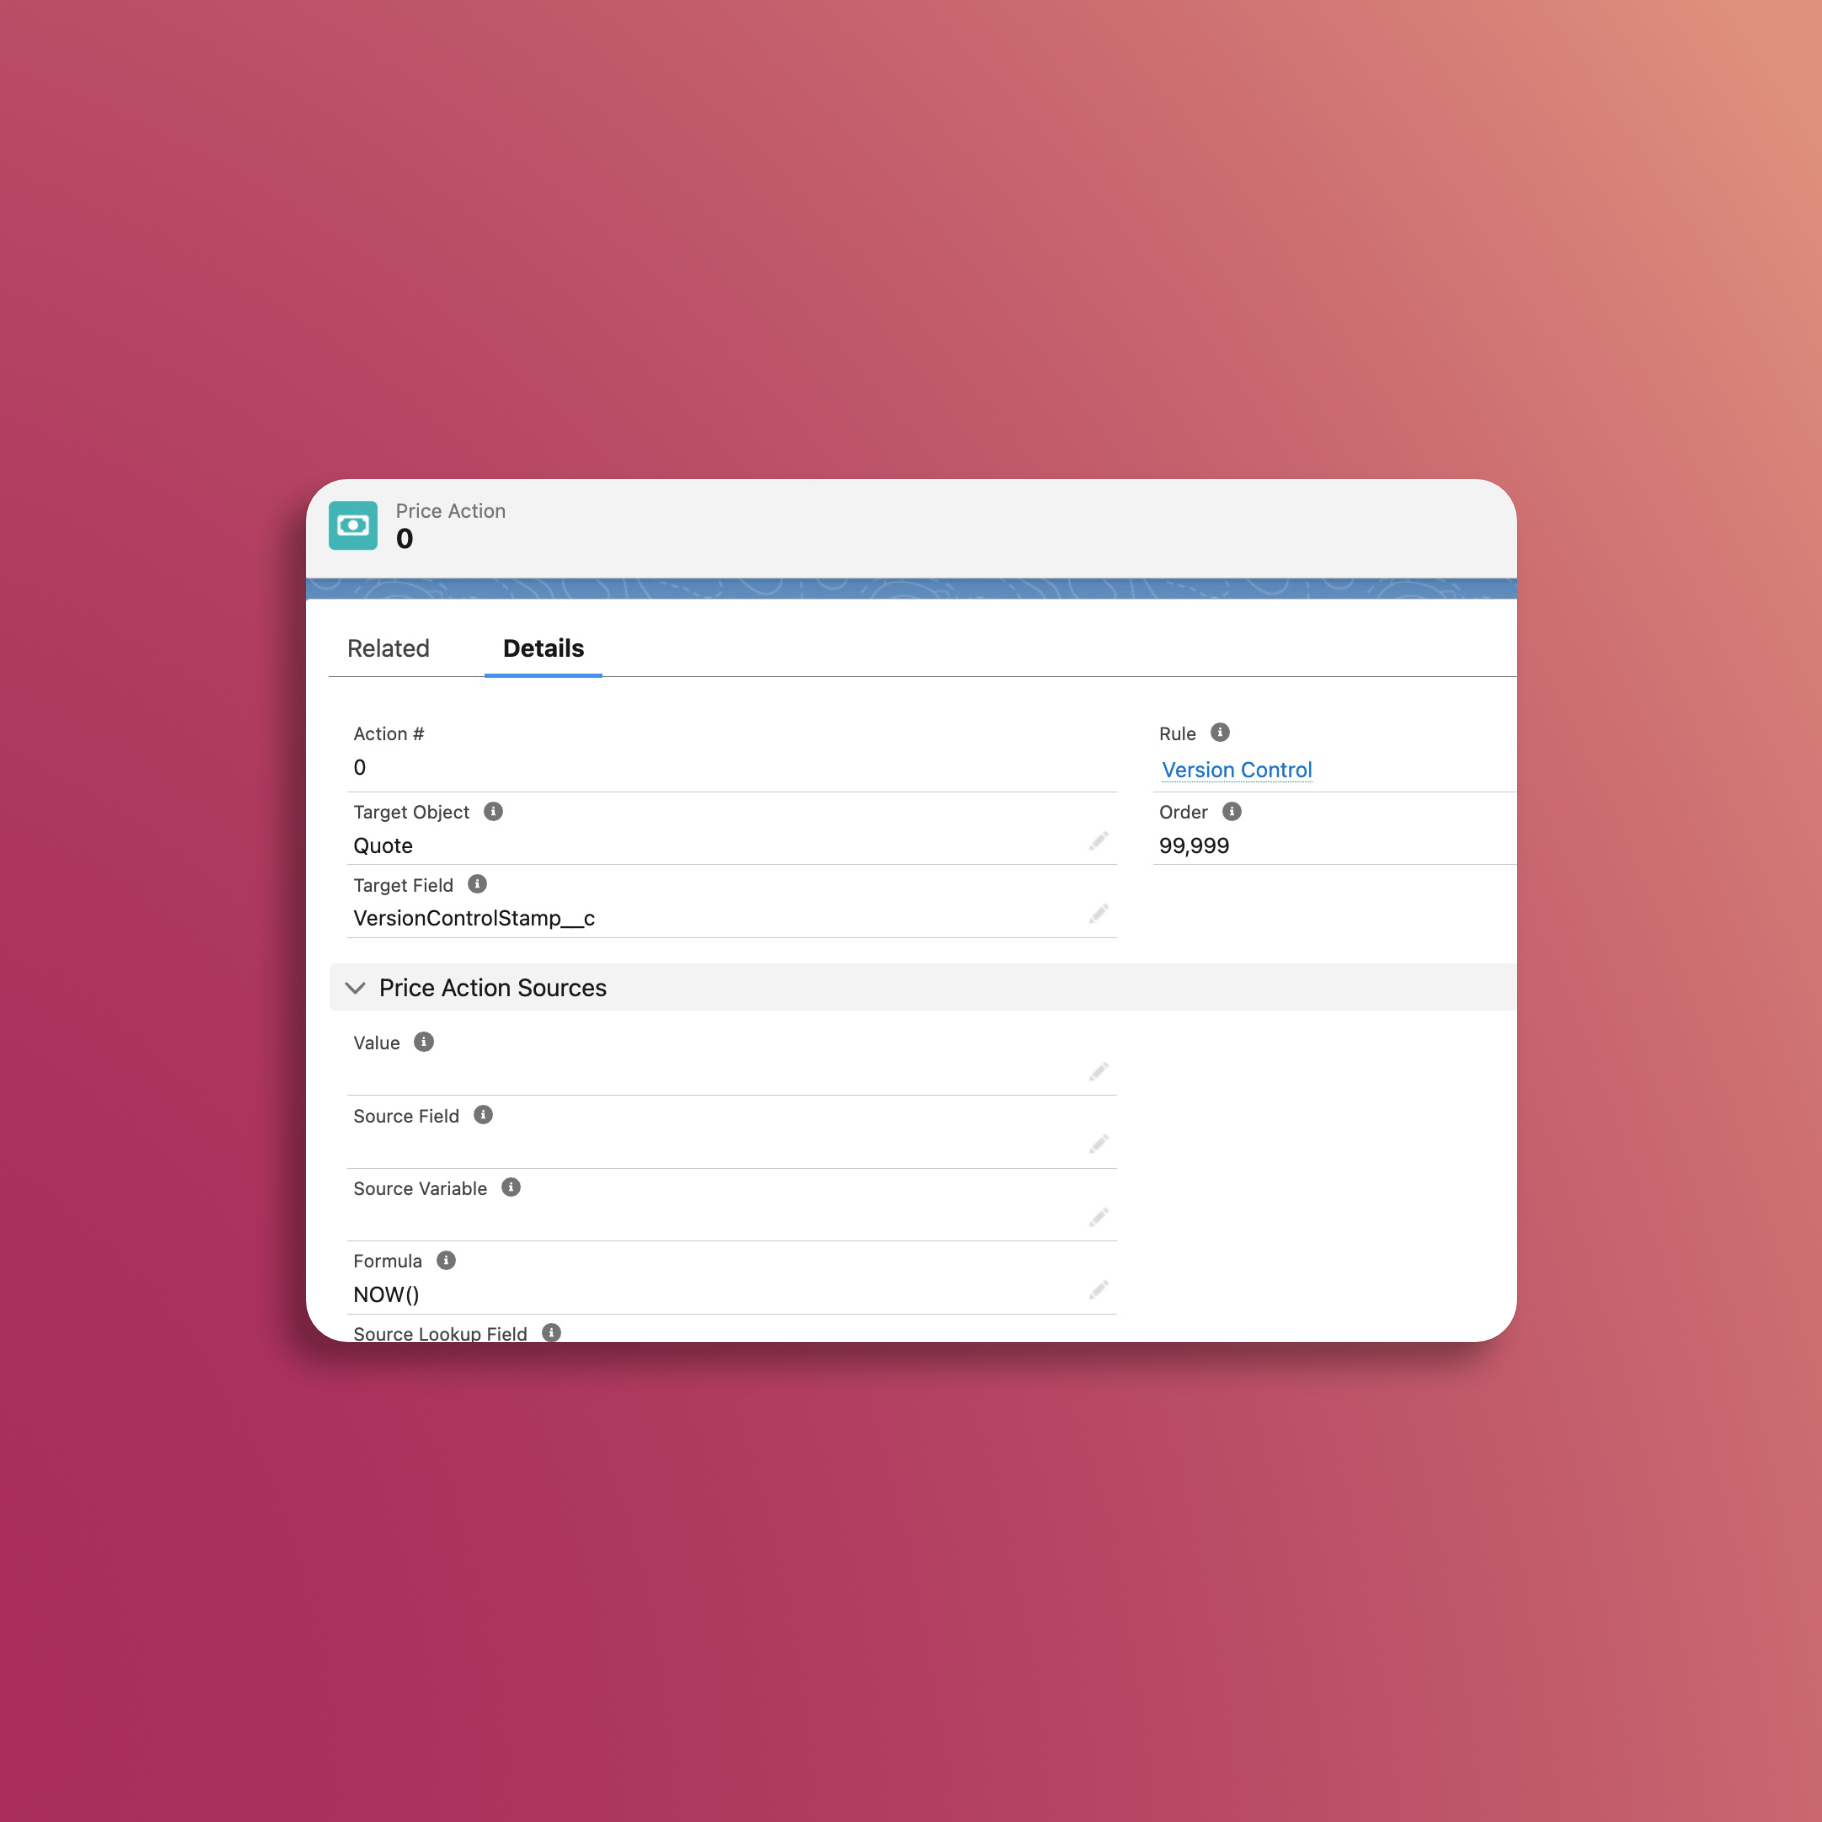 Price Action
0
Related
Details
Action #
0
Rule
Version Control
Target Object
Quote
Order
99,999
Target Field
VersionControlStamp__c
Price Action Sources
Value
Source Field
Source Variable
Formula
NOW()
Source Lookup Field